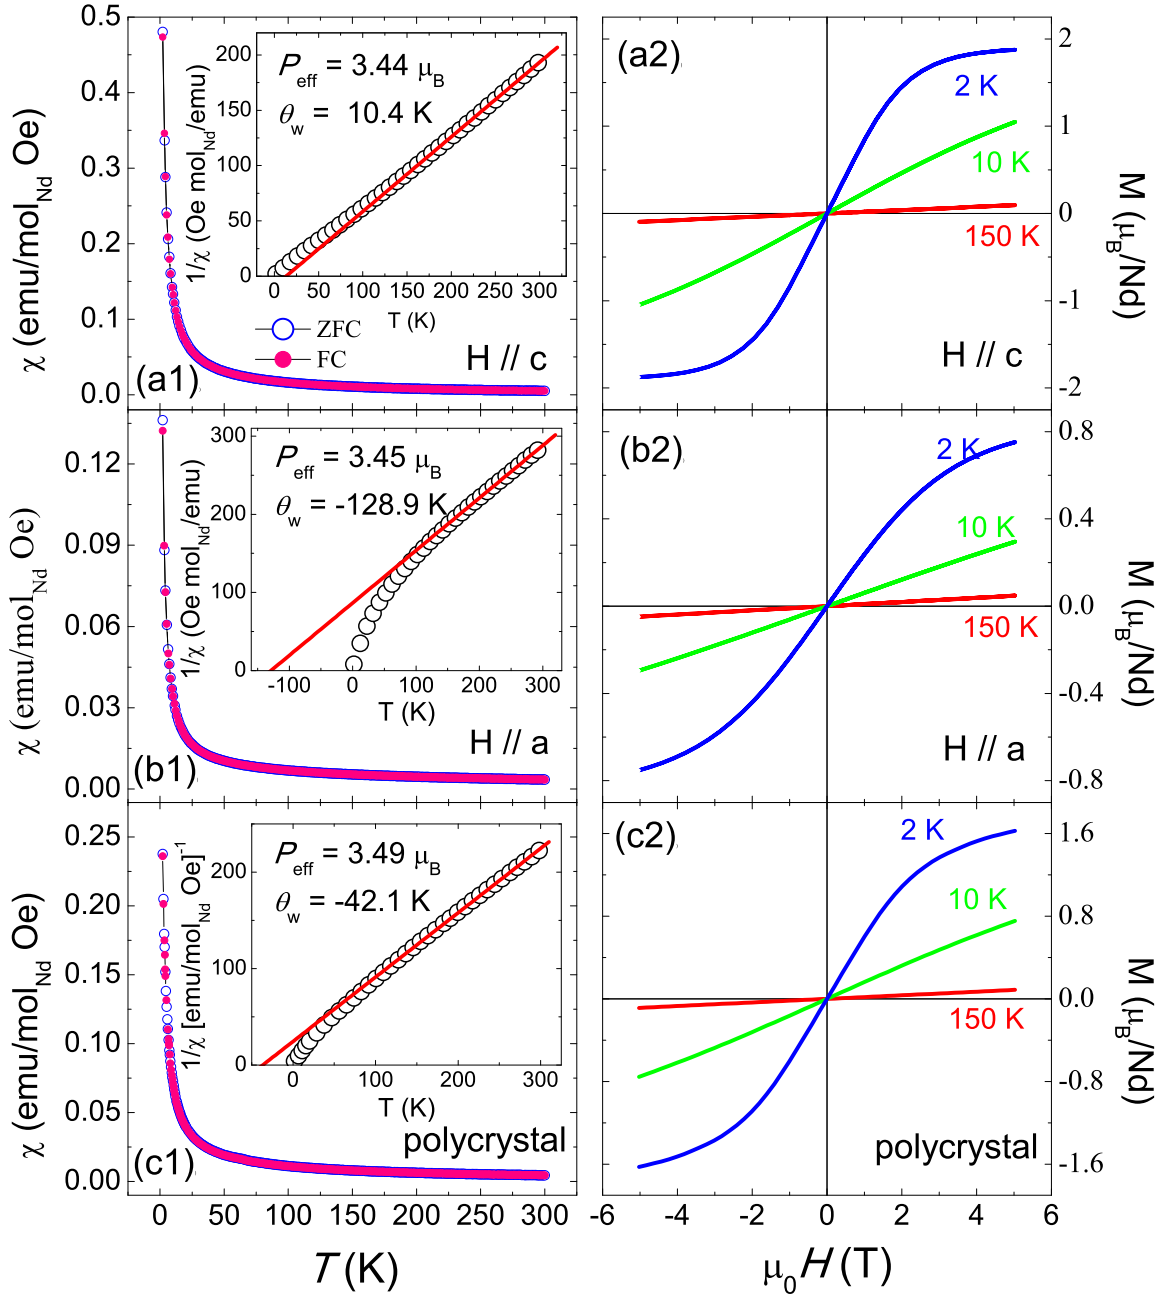 χ (emu/mol_Nd Oe)
0.5
0.4
0.3
0.2
0.1
0.0
1/χ (Oe mol_Nd/emu)
200
150
100
50
0
P_eff = 3.44 μ_B
θ_w = 10.4 K
0 50 100 150 200 250 300
T (K)
ZFC
FC
H // c
(a1)
(a2)
2 K
10 K
150 K
H // c
2
1
0
-1
-2
M (μ_B/Nd)
χ (emu/mol_Nd Oe)
0.12
0.09
0.06
0.03
0.00
1/χ (Oe mol_Nd/emu)
300
200
100
0
P_eff = 3.45 μ_B
θ_w = -128.9 K
-100 0 100 200 300
T (K)
H // a
(b1)
(b2)
2 K
10 K
150 K
H // a
0.8
0.4
0.0
-0.4
-0.8
M (μ_B/Nd)
χ (emu/mol_Nd Oe)
0.25
0.20
0.15
0.10
0.05
0.00
1/χ [emu/mol_Nd Oe]^-1
200
100
0
P_eff = 3.49 μ_B
θ_w = -42.1 K
0 100 200 300
T (K)
polycrystal
(c1)
(c2)
2 K
10 K
150 K
polycrystal
1.6
0.8
0.0
-0.8
-1.6
M (μ_B/Nd)
0 50 100 150 200 250 300
T (K)
-6 -4 -2 0 2 4 6
μ_0 H (T)